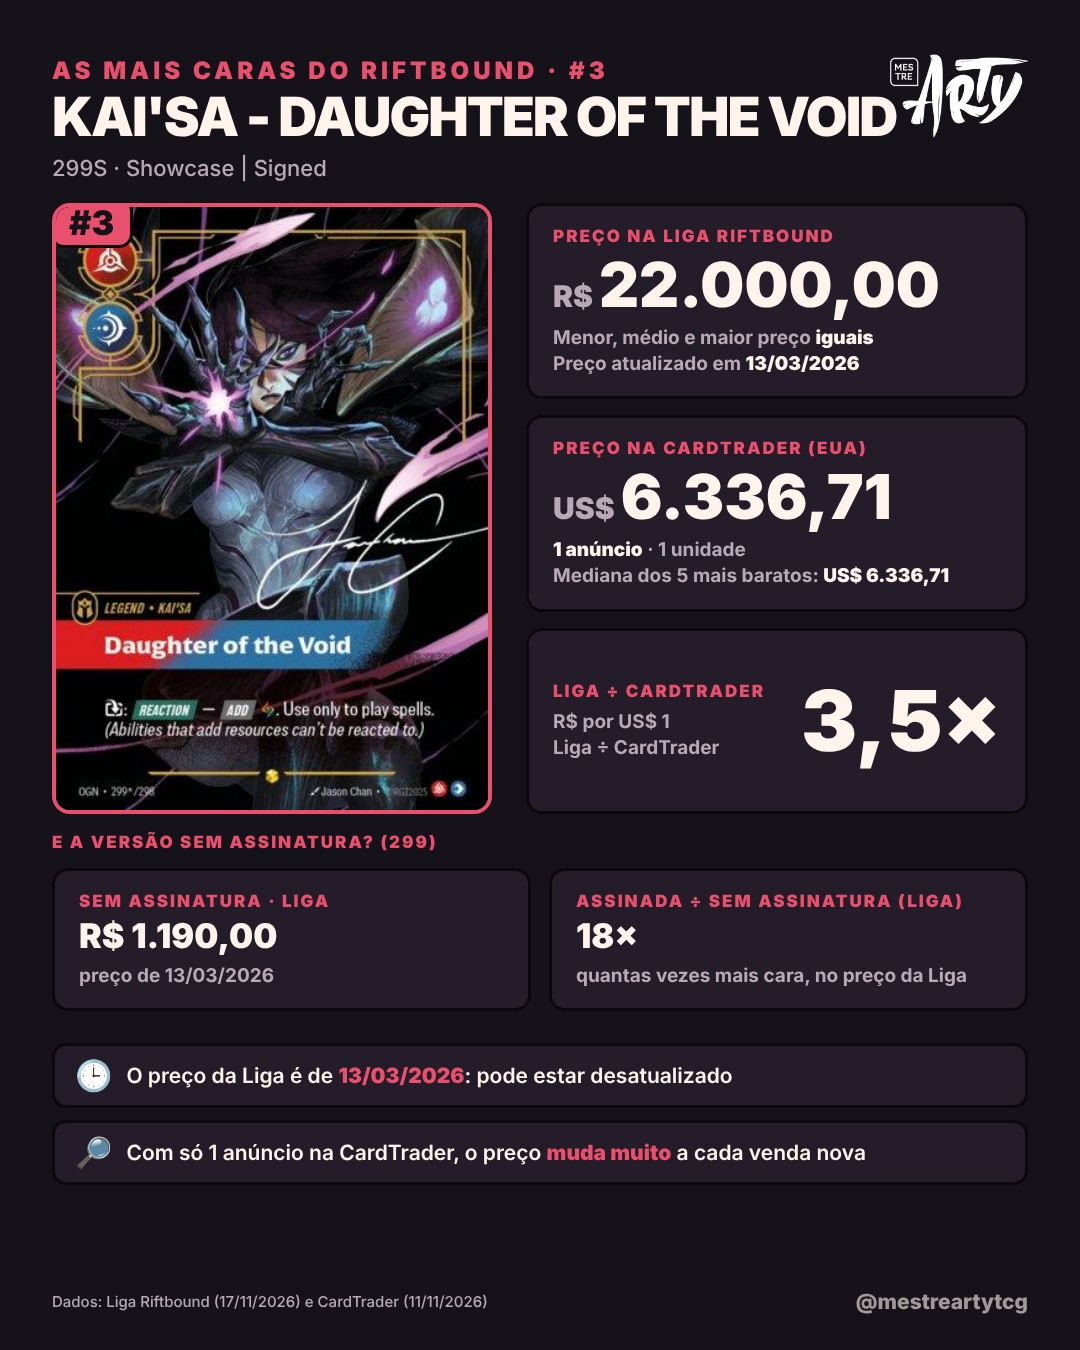 AS MAIS CARAS DO RIFTBOUND · #3
KAI'SA - DAUGHTER OF THE VOID
MES
TRE
ARTY
299S · Showcase | Signed
#3
LEGEND • KAI'SA
Daughter of the Void
: REACTION — ADD . Use only to play spells.
(Abilities that add resources can't be reacted to.)
OGN • 299*/298
Jason Chan • RGI2025
PREÇO NA LIGA RIFTBOUND
R$ 22.000,00
Menor, médio e maior preço iguais
Preço atualizado em 13/03/2026
PREÇO NA CARDTRADER (EUA)
US$ 6.336,71
1 anúncio · 1 unidade
Mediana dos 5 mais baratos: US$ 6.336,71
LIGA ÷ CARDTRADER
R$ por US$ 1
Liga ÷ CardTrader
3,5×
E A VERSÃO SEM ASSINATURA? (299)
SEM ASSINATURA · LIGA
R$ 1.190,00
preço de 13/03/2026
ASSINADA ÷ SEM ASSINATURA (LIGA)
18×
quantas vezes mais cara, no preço da Liga
O preço da Liga é de 13/03/2026: pode estar desatualizado
Com só 1 anúncio na CardTrader, o preço muda muito a cada venda nova
Dados: Liga Riftbound (17/11/2026) e CardTrader (11/11/2026)
@mestreartytcg